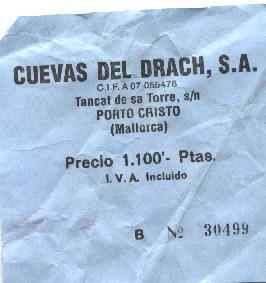 CUEVAS DEL DRACH, S.A.
C.I.F. A 07-055478
Tancat de sa Torre, s/n
PORTO CRISTO
(Mallorca)
Precio 1.100'- Ptas.
I. V. A. Incluido
B Nº 30499